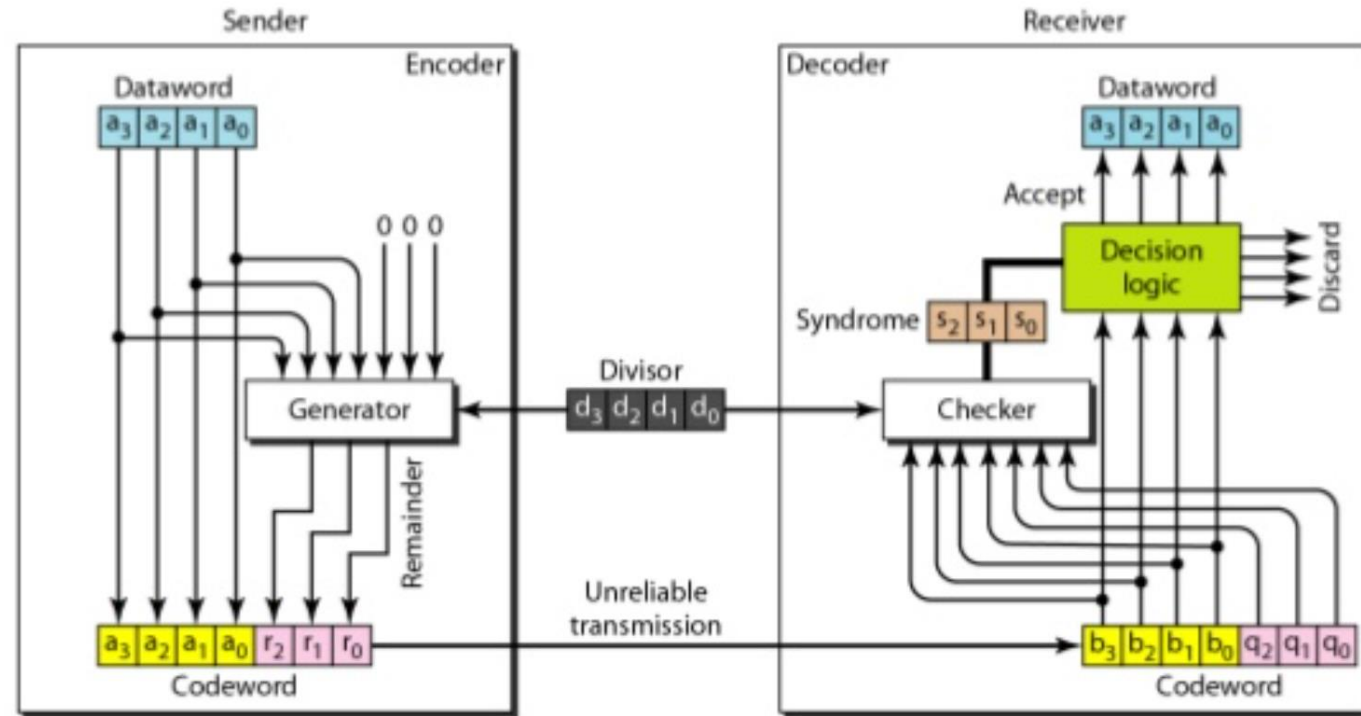 Sender
Receiver
Encoder
Decoder
Dataword
a3 a2 a1 a0
0 0 0
Generator
Remainder
a3 a2 a1 a0 r2 r1 r0
Codeword
Divisor
d3 d2 d1 d0
Unreliable
transmission
Dataword
a3 a2 a1 a0
Accept
Decision
logic
Discard
Syndrome
s2 s1 s0
Checker
b3 b2 b1 b0 q2 q1 q0
Codeword